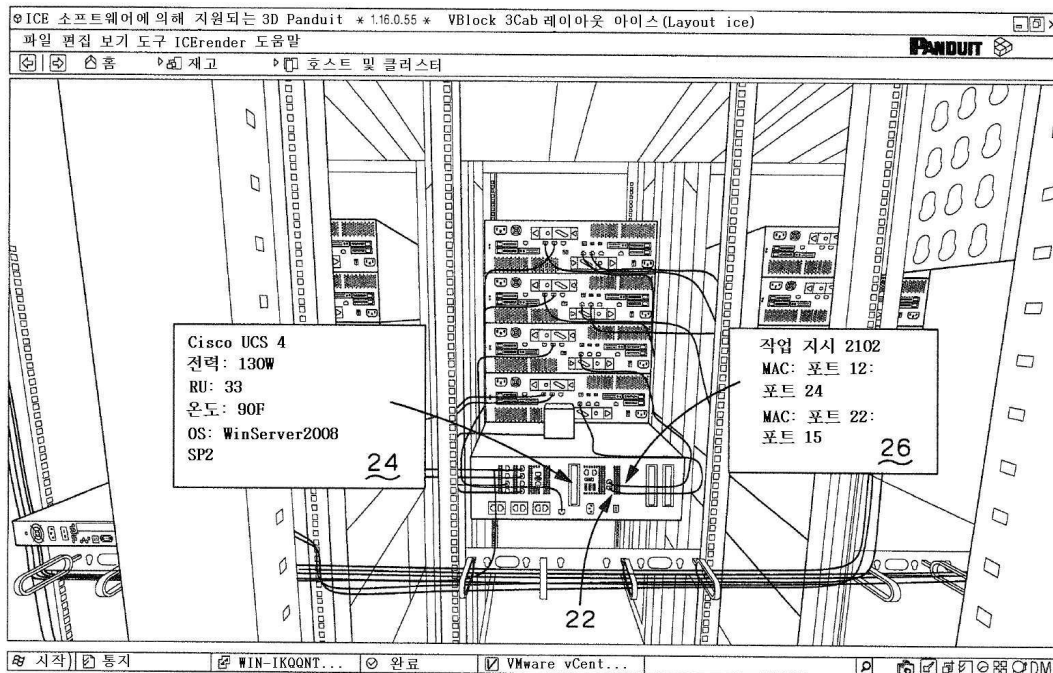 ICE 소프트웨어에 의해 지원되는 3D Panduit * 1.16.0.55 * VBlock 3Cab 레이아웃 아이스(Layout ice)
파일 편집 보기 도구 ICErender 도움말
PANDUIT
홈 재고 호스트 및 클러스터
Cisco UCS 4
전력: 130W
RU: 33
온도: 90F
OS: WinServer2008
SP2
24
작업 지시 2102
MAC: 포트 12:
포트 24
MAC: 포트 22:
포트 15
26
22
시작 통지 WIN-IKQQNT... 완료 VMware vCent... DM